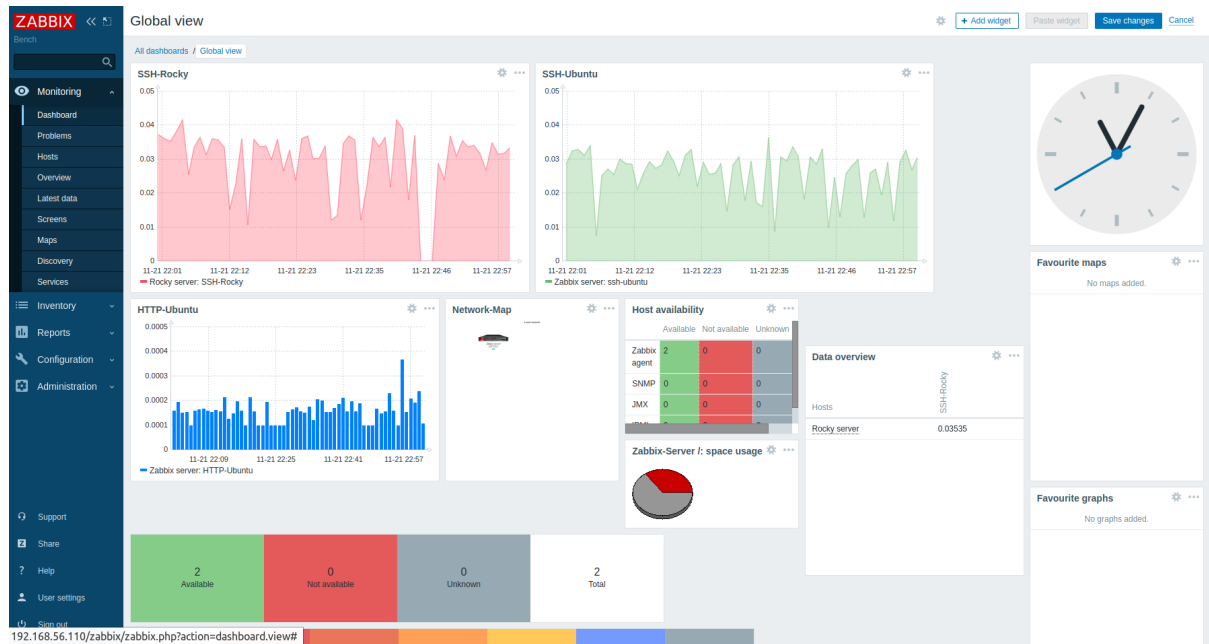 ZABBIX
Bench
Monitoring
Dashboard
Problems
Hosts
Overview
Latest data
Screens
Maps
Discovery
Services
Inventory
Reports
Configuration
Administration
Support
Share
Help
User settings
Sign out
192.168.56.110/zabbix/zabbix.php?action=dashboard.view#
Global view
+ Add widget Paste widget Save changes Cancel
All dashboards / Global view
SSH-Rocky
0.05
0.04
0.03
0.02
0.01
0
11-21 22:01 11-21 22:12 11-21 22:23 11-21 22:35 11-21 22:46 11-21 22:57
Rocky server: SSH-Rocky
SSH-Ubuntu
0.05
0.04
0.03
0.02
0.01
0
11-21 22:01 11-21 22:12 11-21 22:23 11-21 22:35 11-21 22:46 11-21 22:57
Zabbix server: ssh-ubuntu
HTTP-Ubuntu
0.0005
0.0004
0.0003
0.0002
0.0001
0
11-21 22:09 11-21 22:25 11-21 22:41 11-21 22:57
Zabbix server: HTTP-Ubuntu
Network-Map
Host availability
Available Not available Unknown
Zabbix agent 2 0 0
SNMP 0 0 0
JMX 0 0 0
Zabbix-Server /: space usage
Data overview
SSH-Rocky
Hosts
Rocky server 0.03535
Favourite maps
No maps added.
Favourite graphs
No graphs added.
2 0 0 2
Available Not available Unknown Total